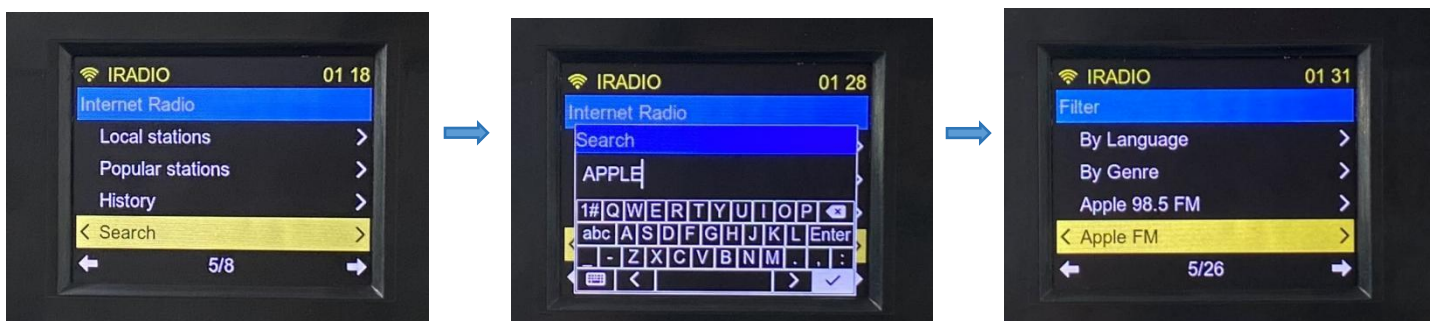 IRADIO 01 18
Internet Radio
Local stations >
Popular stations >
History >
< Search >
5/8
IRADIO 01 28
Internet Radio
Search
APPLE
1# Q W E R T Y U I O P
abc A S D F G H J K L Enter
_ - Z X C V B N M . , :
< >
IRADIO 01 31
Filter
By Language >
By Genre >
Apple 98.5 FM >
< Apple FM >
5/26